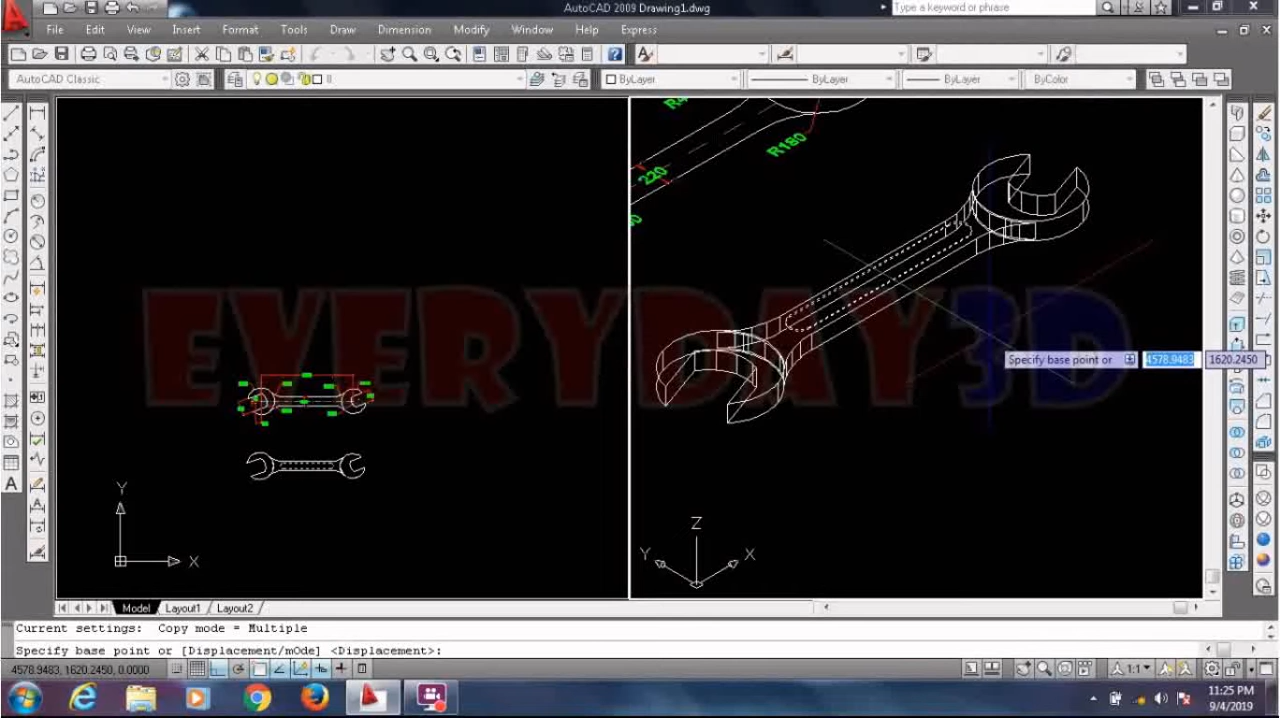 AutoCAD 2009 Drawing1.dwg
Type a keyword or phrase
File Edit View Insert Format Tools Draw Dimension Modify Window Help Express
AutoCAD Classic
ByLayer ByLayer ByLayer ByColor
R180
220
EVERYDAY3D
Specify base point or 4578.9483 1620.2450
Y
X
Z
Y
X
Model Layout1 Layout2
Current settings: Copy mode = Multiple
Specify base point or [Displacement/mOde] <Displacement>:
4578.9483, 1620.2450, 0.0000
1:1
11:25 PM
9/4/2019